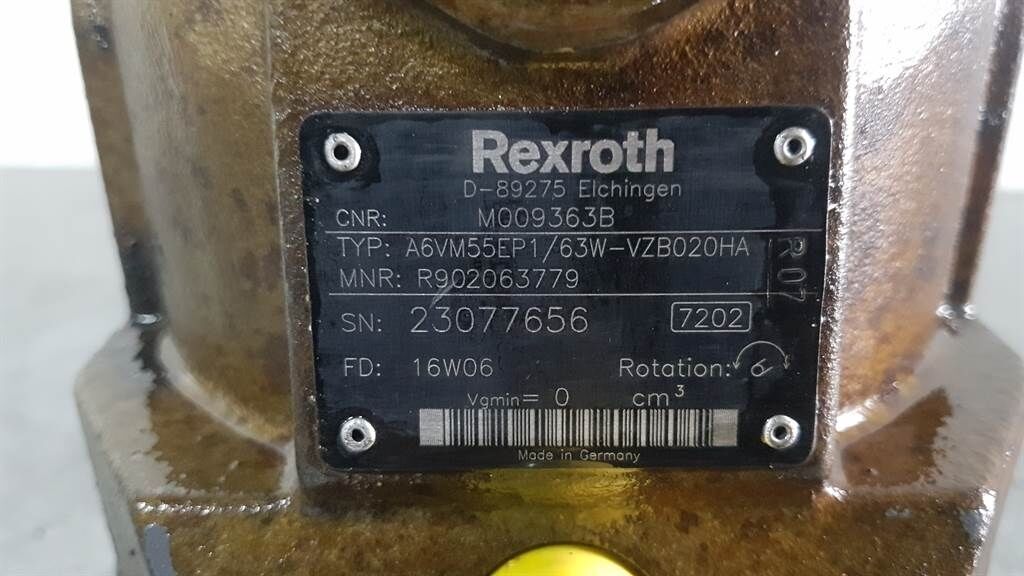 Rexroth
D-89275 Elchingen
CNR: M009363B
TYP: A6VM55EP1/63W-VZB020HA
MNR: R902063779
R07
SN: 23077656 7202
FD: 16W06 Rotation:
Vgmin= 0 cm³
Made in Germany